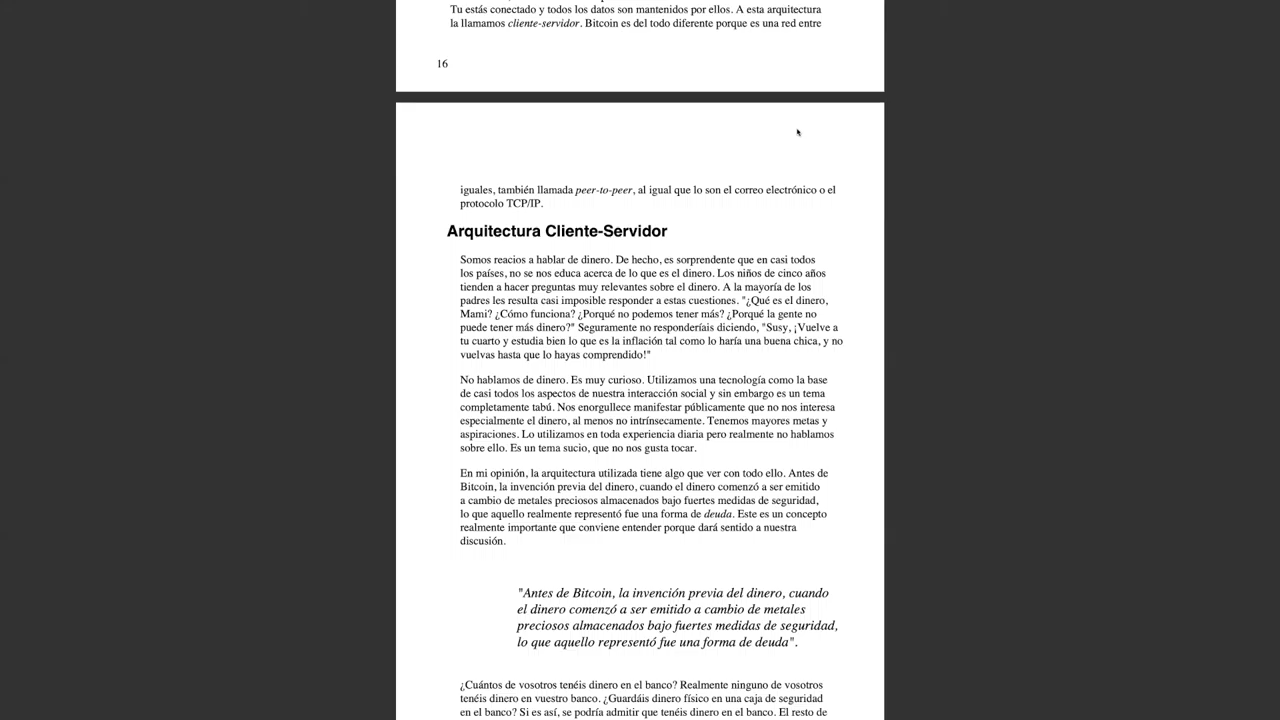 Tu estás conectado y todos los datos son mantenidos por ellos. A esta arquitectura
la llamamos cliente-servidor. Bitcoin es del todo diferente porque es una red entre
16
iguales, también llamada peer-to-peer, al igual que lo son el correo electrónico o el
protocolo TCP/IP.
Arquitectura Cliente-Servidor
Somos reacios a hablar de dinero. De hecho, es sorprendente que en casi todos
los países, no se nos educa acerca de lo que es el dinero. Los niños de cinco años
tienden a hacer preguntas muy relevantes sobre el dinero. A la mayoría de los
padres les resulta casi imposible responder a estas cuestiones. "¿Qué es el dinero,
Mami? ¿Cómo funciona? ¿Porqué no podemos tener más? ¿Porqué la gente no
puede tener más dinero?" Seguramente no responderíais diciendo, "Susy, ¡Vuelve a
tu cuarto y estudia bien lo que es la inflación tal como lo haría una buena chica, y no
vuelvas hasta que lo hayas comprendido!"
No hablamos de dinero. Es muy curioso. Utilizamos una tecnología como la base
de casi todos los aspectos de nuestra interacción social y sin embargo es un tema
completamente tabú. Nos enorgullece manifestar públicamente que no nos interesa
especialmente el dinero, al menos no intrínsecamente. Tenemos mayores metas y
aspiraciones. Lo utilizamos en toda experiencia diaria pero realmente no hablamos
sobre ello. Es un tema sucio, que no nos gusta tocar.
En mi opinión, la arquitectura utilizada tiene algo que ver con todo ello. Antes de
Bitcoin, la invención previa del dinero, cuando el dinero comenzó a ser emitido
a cambio de metales preciosos almacenados bajo fuertes medidas de seguridad,
lo que aquello realmente representó fue una forma de deuda. Este es un concepto
realmente importante que conviene entender porque dará sentido a nuestra
discusión.
"Antes de Bitcoin, la invención previa del dinero, cuando
el dinero comenzó a ser emitido a cambio de metales
preciosos almacenados bajo fuertes medidas de seguridad,
lo que aquello representó fue una forma de deuda".
¿Cuántos de vosotros tenéis dinero en el banco? Realmente ninguno de vosotros
tenéis dinero en vuestro banco. ¿Guardáis dinero físico en una caja de seguridad
en el banco? Si es así, se podría admitir que tenéis dinero en el banco. El resto de